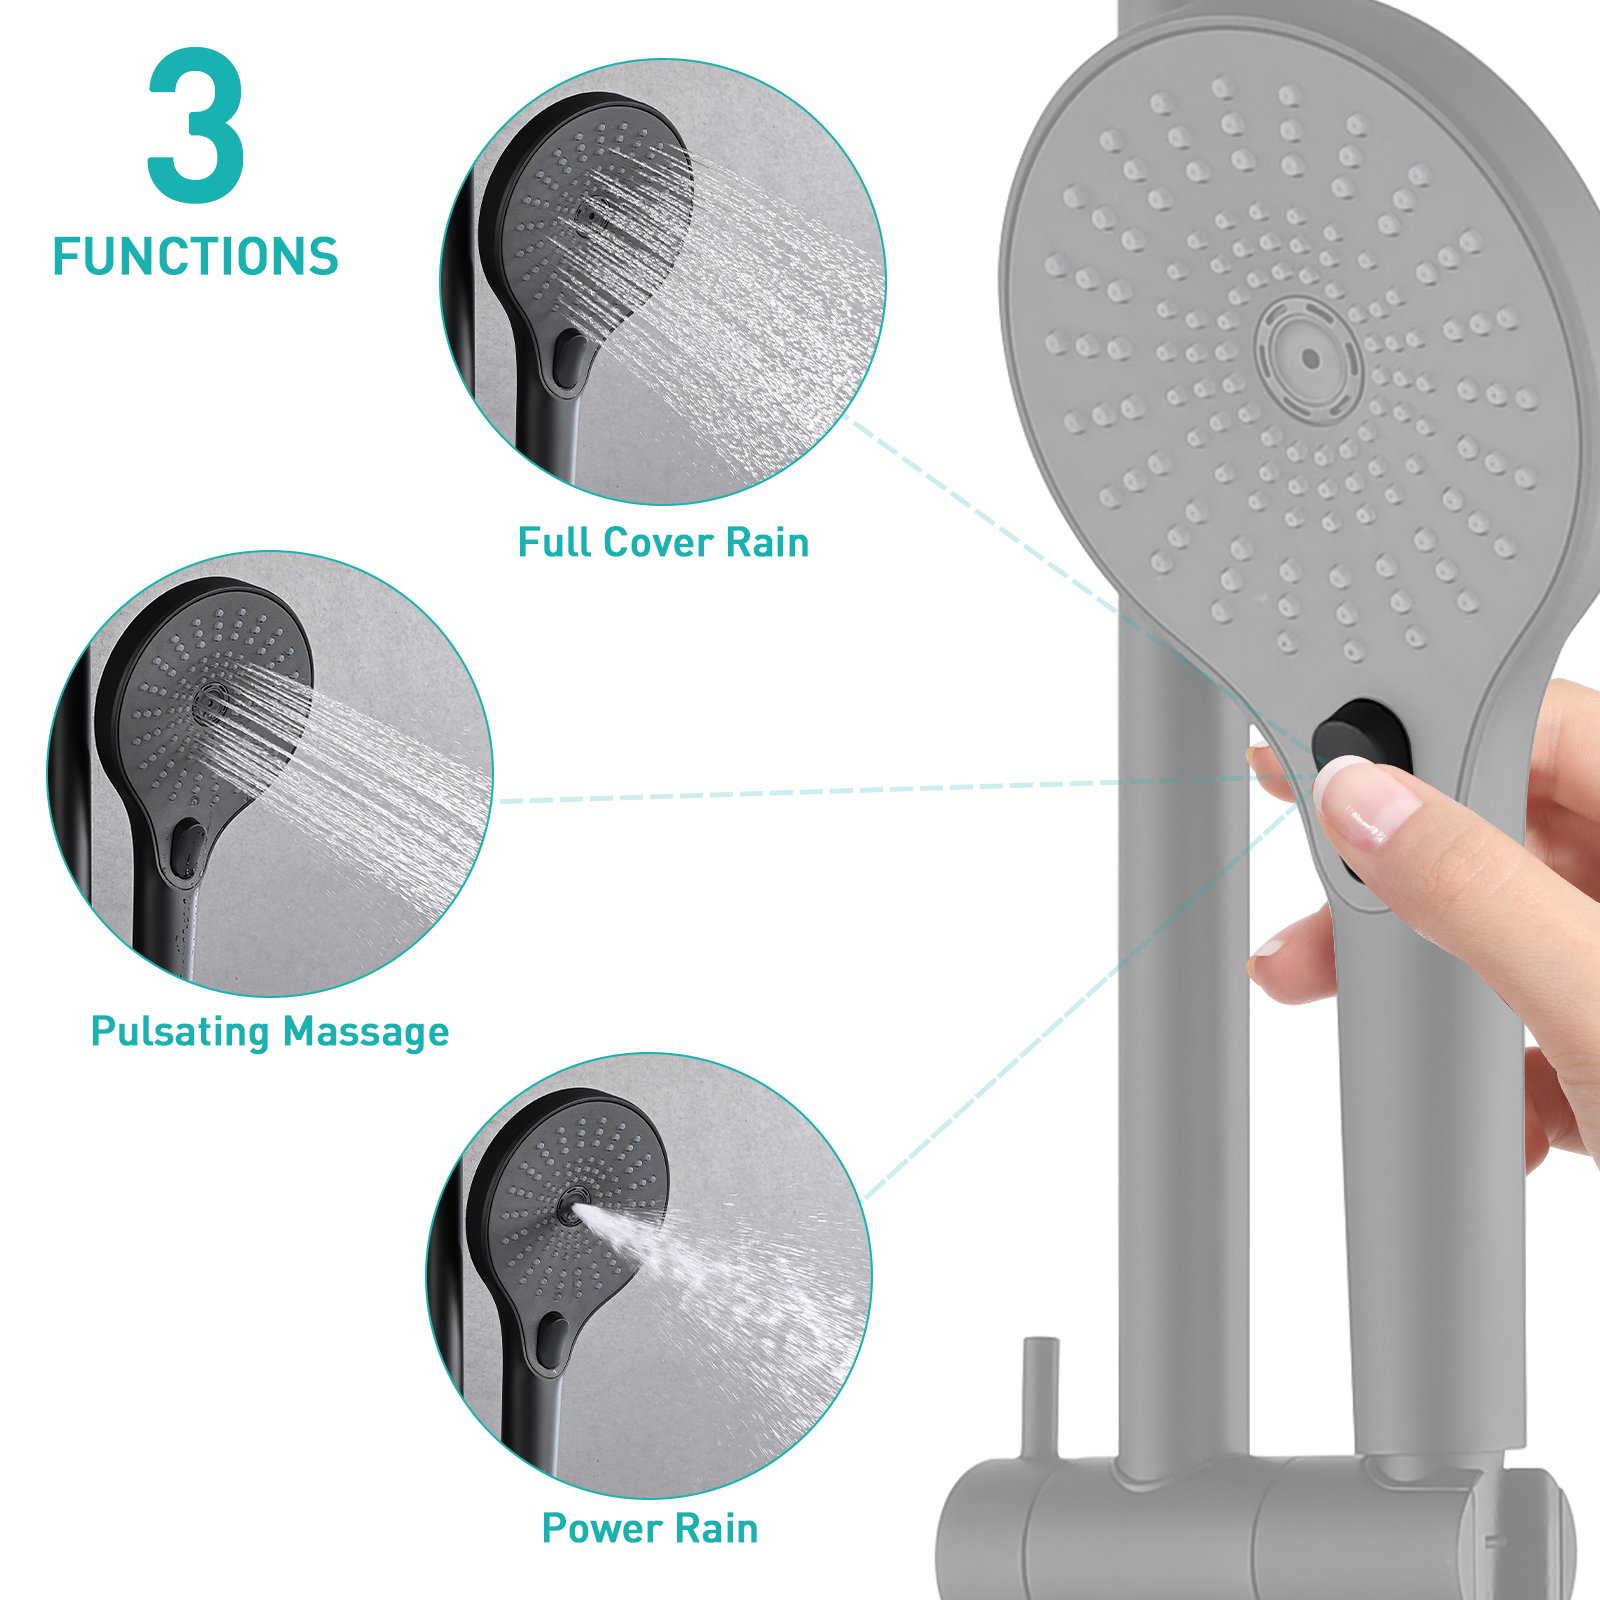 3
FUNCTIONS
Full Cover Rain
Pulsating Massage
Power Rain